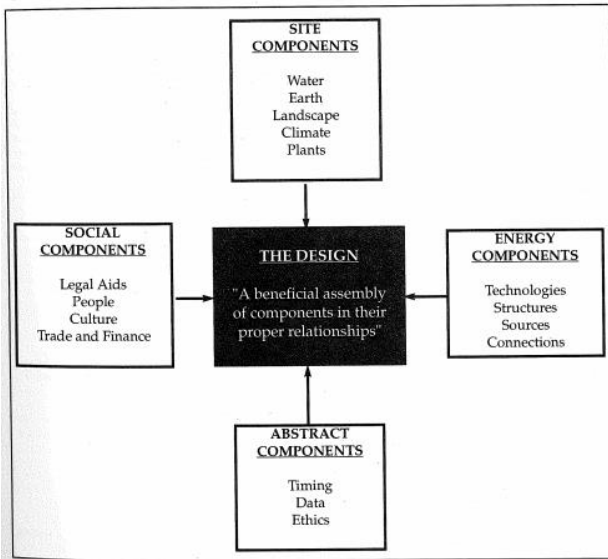 SITE
COMPONENTS
Water
Earth
Landscape
Climate
Plants
SOCIAL
COMPONENTS
Legal Aids
People
Culture
Trade and Finance
THE DESIGN
"A beneficial assembly
of components in their
proper relationships"
ENERGY
COMPONENTS
Technologies
Structures
Sources
Connections
ABSTRACT
COMPONENTS
Timing
Data
Ethics